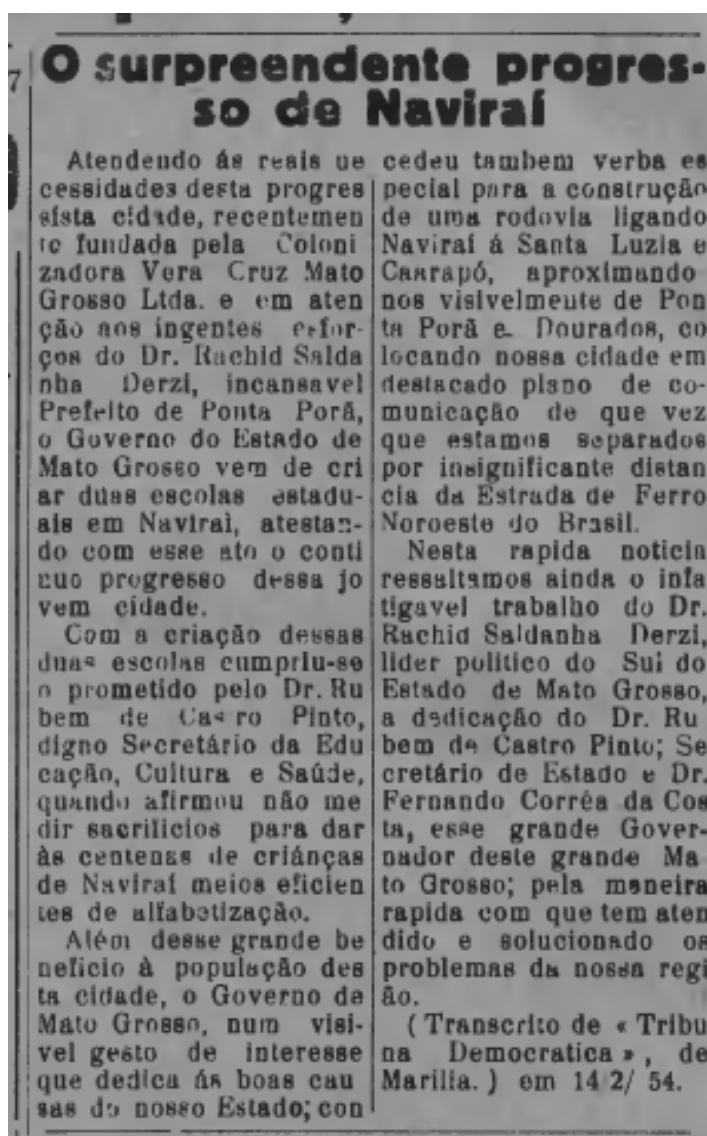 O surpreendente progres-
so de Naviraí
Atendendo ás reais ne
cessidades desta progres
sista cidade, recentemen
te fundada pela Coloni
zadora Vera Cruz Mato
Grosso Ltda. e em aten
ção aos ingentes esfor-
ços do Dr. Rachid Salda
nha Derzi, incansavel
Prefeito de Ponta Porã,
o Governo do Estado de
Mato Grosso vem de cri
ar duas escolas estadu-
ais em Naviraí, atestan-
do com esse ato o conti
nuo progresso dessa jo
vem cidade.
Com a criação dessas
duas escolas cumpriu-se
o prometido pelo Dr. Ru
bem de Castro Pinto,
digno Secretário da Edu
cação, Cultura e Saúde,
quando afirmou não me
dir sacrificios para dar
às centenas de criánças
de Naviraí meios eficien
tes de alfabetização.
Além desse grande be
neficio à população des
ta cidade, o Governo de
Mato Grosso, num visi-
vel gesto de interesse
que dedica ás boas cau
sas do nosso Estado; con
cedeu tambem verba es
pecial para a construção
de uma rodovia ligando
Naviraí á Santa Luzia e
Caarapó, aproximando
nos visivelmente de Pon
ta Porã e Dourados, co
locando nossa cidade em
destacado plano de co-
municação de que vez
que estamos separados
por insignificante distan
cia da Estrada de Ferro
Noroeste do Brasil.
Nesta rapida noticia
ressaltamos ainda o infa
tigavel trabalho do Dr.
Rachid Saldanha Derzi,
lider politico do Sul do
Estado de Mato Grosso,
a dedicação do Dr. Ru
bem de Castro Pinto; Se
cretário de Estado e Dr.
Fernando Corrêa da Cos
ta, esse grande Gover-
nador deste grande Ma
to Grosso; pela maneira
rapida com que tem aten
dido e solucionado os
problemas da nossa regi
ão.
( Transcrito de « Tribu
na Democratica » , de
Marilia. ) em 14 2/ 54.